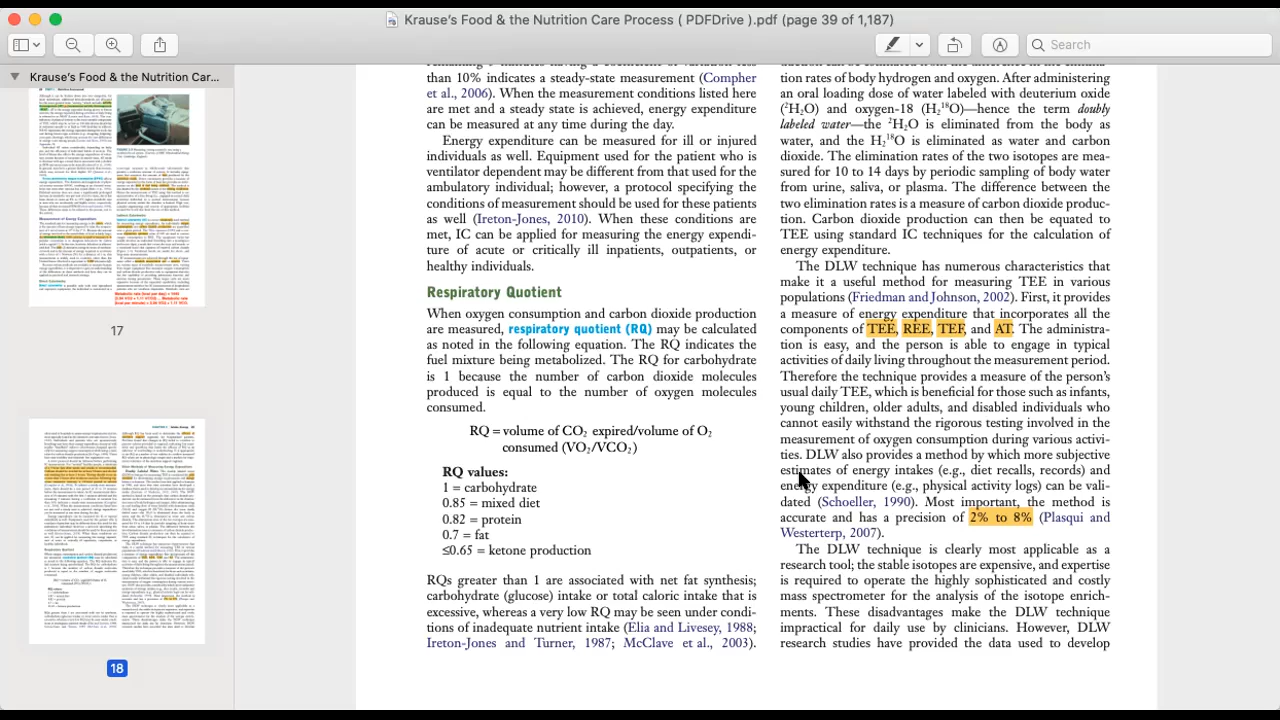 Krause's Food & the Nutrition Care Process ( PDFDrive ).pdf (page 39 of 1,187)
Search
Krause's Food & the Nutrition Car...
17
18
having a coefficient of variation less
than 10% indicates a steady-state measurement (Compher
et al., 2006). When the measurement conditions listed here
are met and a steady state is achieved, energy expenditure
can be measured at any time during the day.
Energy expenditure can be measured for ill or injured
individuals as well. Equipment used for the patient who is
ventilator dependent may be different from that used for the
ambulatory individual; however, a protocol specifying the
conditions of measurement should be used for these patients
as well (Ireton-Jones, 2010). When these conditions are
met, IC can be applied for measuring the energy expendi-
ture of acute or critically ill patients, outpatients, or
healthy individuals.
Respiratory Quotient
When oxygen consumption and carbon dioxide production
are measured, respiratory quotient (RQ) may be calculated
as noted in the following equation. The RQ indicates the
fuel mixture being metabolized. The RQ for carbohydrate
is 1 because the number of carbon dioxide molecules
produced is equal to the number of oxygen molecules
consumed.
RQ = volume of CO₂ expired/volume of O₂
consumed (VO₂/VCO₂)
RQ values:
1 = carbohydrate
0.85 = mixed diet
0.82 = protein
0.7 = fat
≤0.65 = ketone production
RQs greater than 1 are associated with net fat synthesis,
carbohydrate (glucose) intake or total caloric intake that is
excessive, whereas a very low RQ may be seen under condi-
tions of inadequate nutrient intake (Elia and Livesey, 1988;
Ireton-Jones and Turner, 1987; McClave et al., 2003).
tion rates of body hydrogen and oxygen. After administering
an oral loading dose of water labeled with deuterium oxide
(²H₂O) and oxygen-18 (H₂¹⁸O)—hence the term doubly
labeled water—the ²H₂O is eliminated from the body as
water, and the H₂¹⁸O is eliminated as water and carbon
dioxide. The elimination rates of the two isotopes are mea-
sured for 10 to 14 days by periodic sampling of body water
from urine, saliva, or plasma. The difference between the
two elimination rates is a measure of carbon dioxide produc-
tion. Carbon dioxide production can then be equated to
TEE using standard IC techniques for the calculation of
energy expenditure.
The DLW technique has numerous characteristics that
make it an ideal method for measuring TEE in various
populations (Friedman and Johnson, 2002). First, it provides
a measure of energy expenditure that incorporates all the
components of TEE, REE, TEF, and AT. The administra-
tion is easy, and the person is able to engage in typical
activities of daily living throughout the measurement period.
Therefore the technique provides a measure of the person's
usual daily TEE, which is beneficial for those such as infants,
young children, older adults, and disabled individuals who
cannot easily withstand the rigorous testing involved in the
measurement of oxygen consumption during various activi-
ties. DLW also provides a method by which more subjective
estimates of energy intake (e.g., diet recalls, records) and
energy expenditure (e.g., physical activity logs) can be vali-
dated (Schoeller, 1990). Most important, the method is
accurate and has a precision of 2% to 8% (Plasqui and
Westerterp, 2007).
The DLW technique is clearly most applicable as a
research tool; the stable isotopes are expensive, and expertise
is required to operate the highly sophisticated and costly
mass spectrometer for the analysis of the isotope enrich-
ments. These disadvantages make the DLW technique
impractical for daily use by clinicians. However, DLW
research studies have provided the data used to develop